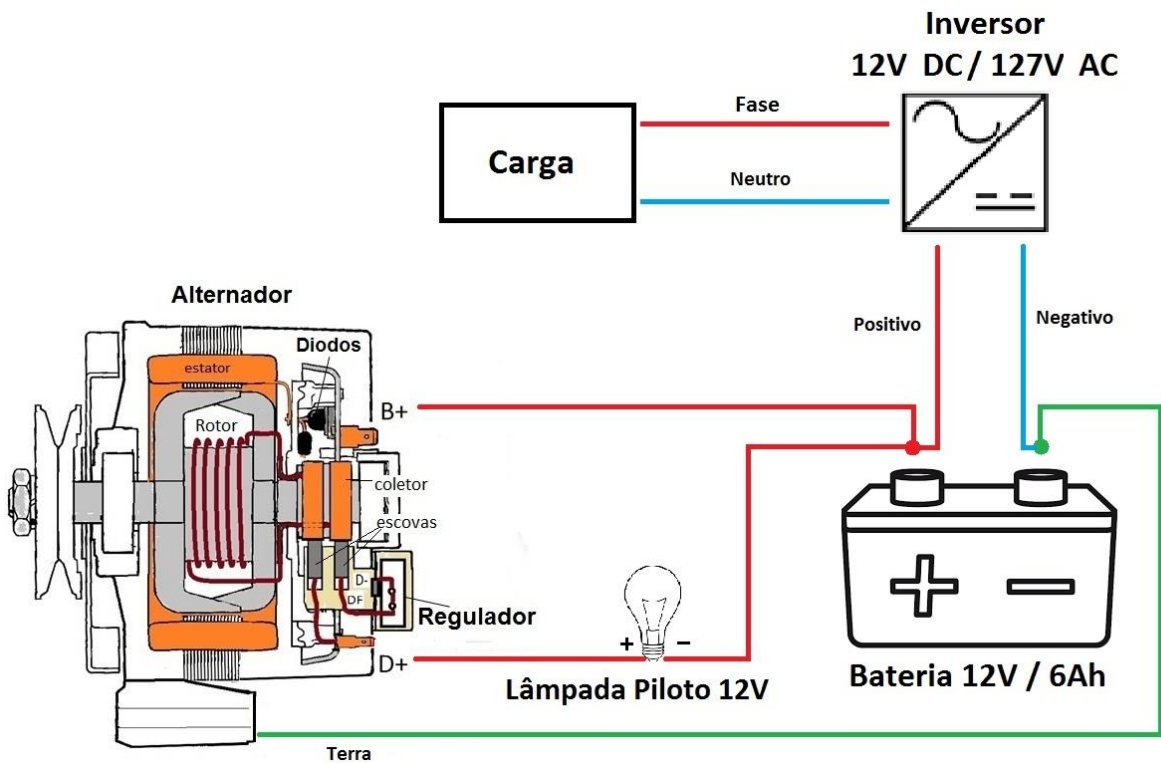 Inversor
12V DC / 127V AC
Fase
Carga
Neutro
Alternador
Positivo
Negativo
Diodos
estator
B+
Rotor
coletor
escovas
D-
DF
Regulador
+ -
D+
Lâmpada Piloto 12V
Bateria 12V / 6Ah
Terra